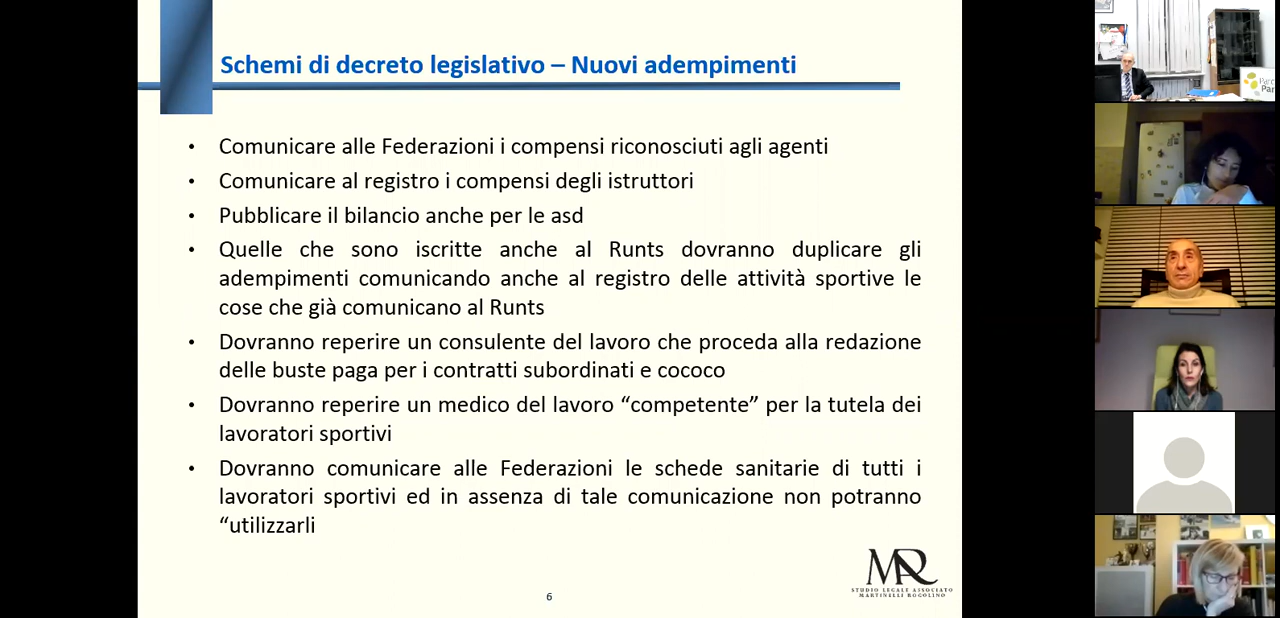 Schemi di decreto legislativo – Nuovi adempimenti
• Comunicare alle Federazioni i compensi riconosciuti agli agenti
• Comunicare al registro i compensi degli istruttori
• Pubblicare il bilancio anche per le asd
• Quelle che sono iscritte anche al Runts dovranno duplicare gli
adempimenti comunicando anche al registro delle attività sportive le
cose che già comunicano al Runts
• Dovranno reperire un consulente del lavoro che proceda alla redazione
delle buste paga per i contratti subordinati e cococo
• Dovranno reperire un medico del lavoro “competente” per la tutela dei
lavoratori sportivi
• Dovranno comunicare alle Federazioni le schede sanitarie di tutti i
lavoratori sportivi ed in assenza di tale comunicazione non potranno
“utilizzarli
MR
STUDIO LEGALE ASSOCIATO
MARTINELLI ROGOLINO
6